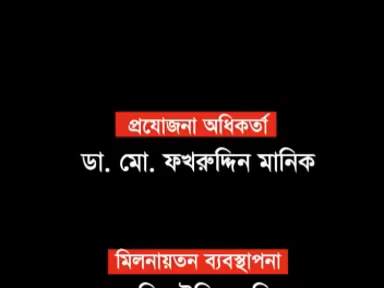 প্রযোজনা অধিকর্তা
ডা. মো. ফখরুদ্দিন মানিক
মিলনায়তন ব্যবস্থাপনা